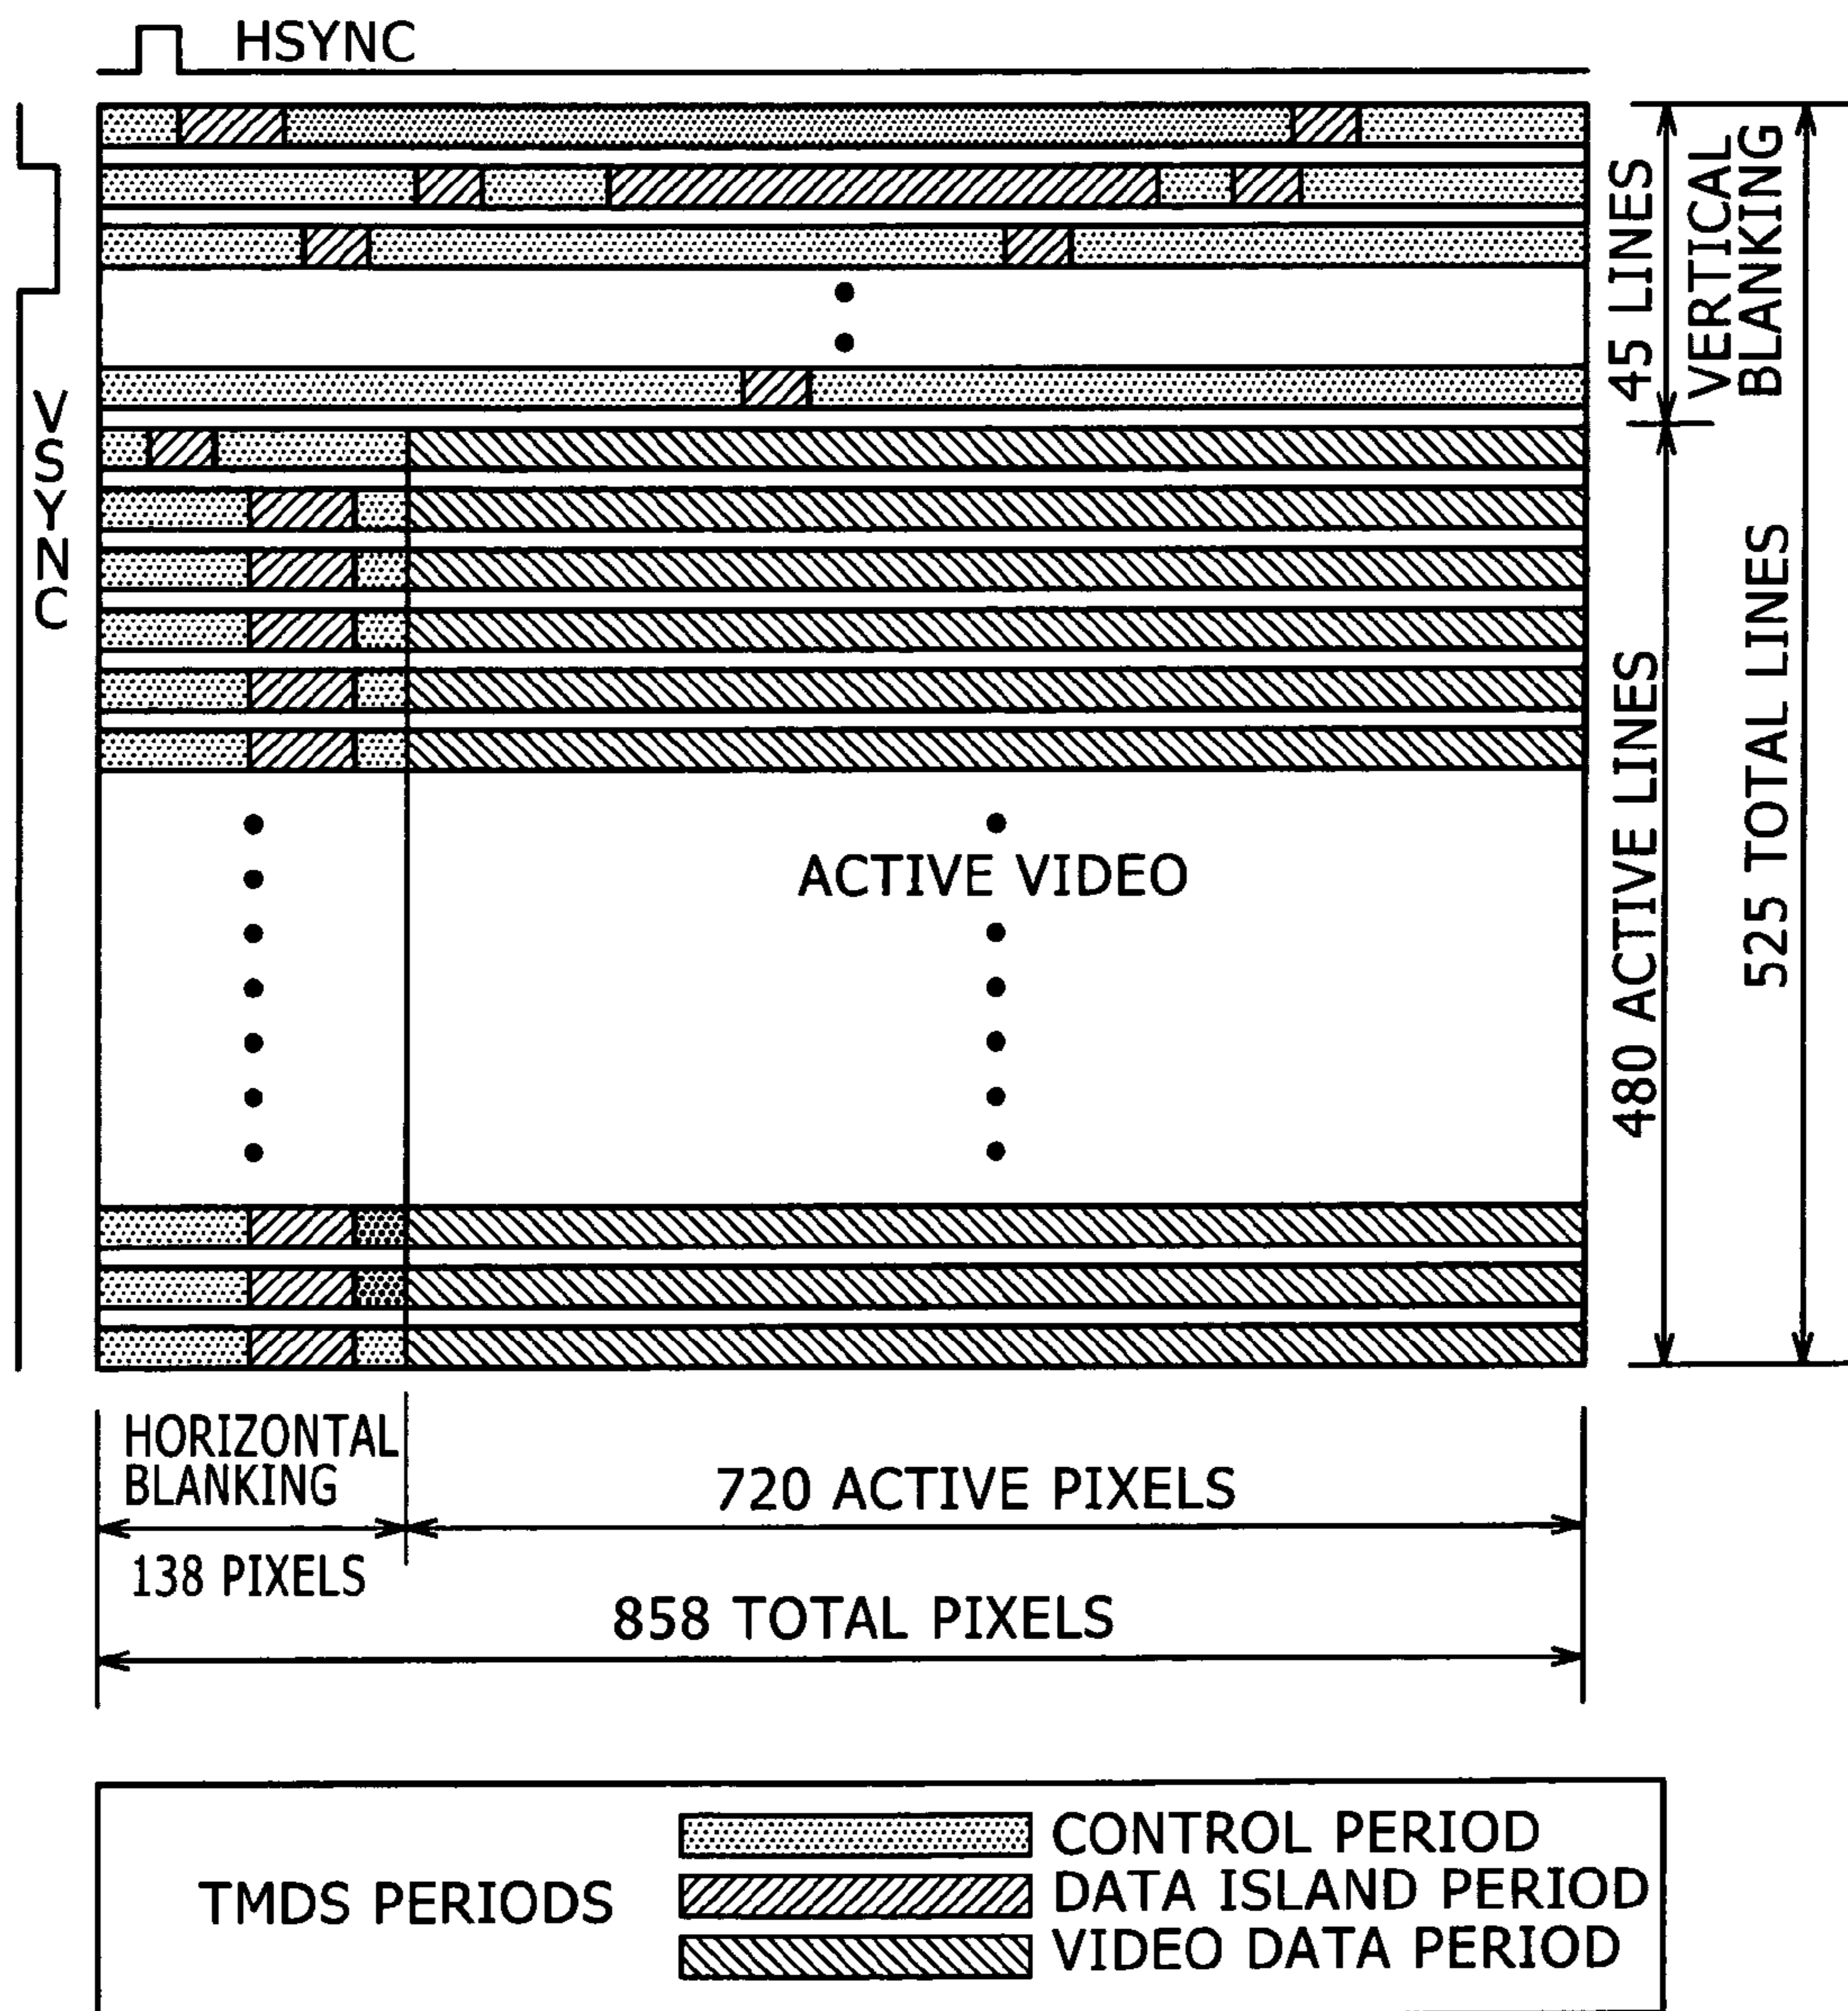 HSYNC
VSYNC
45 LINES
VERTICAL
BLANKING
480 ACTIVE LINES
525 TOTAL LINES
ACTIVE VIDEO
HORIZONTAL
BLANKING
138 PIXELS
720 ACTIVE PIXELS
858 TOTAL PIXELS
TMDS PERIODS
CONTROL PERIOD
DATA ISLAND PERIOD
VIDEO DATA PERIOD